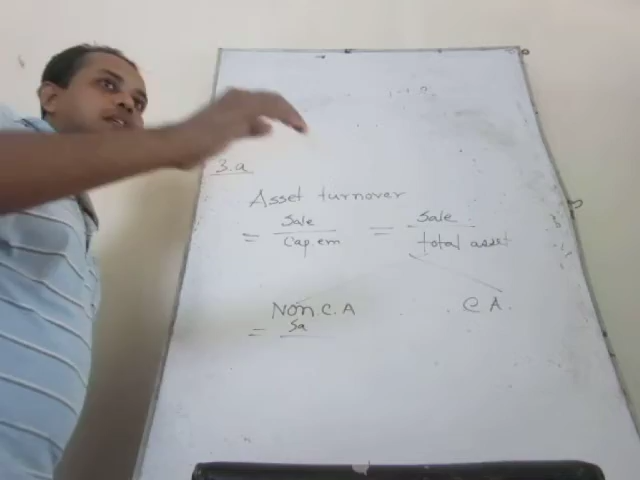 3.a
Asset turnover
= Sale / Cap.em = Sale / total asset
Non.C.A C A.
= Sa